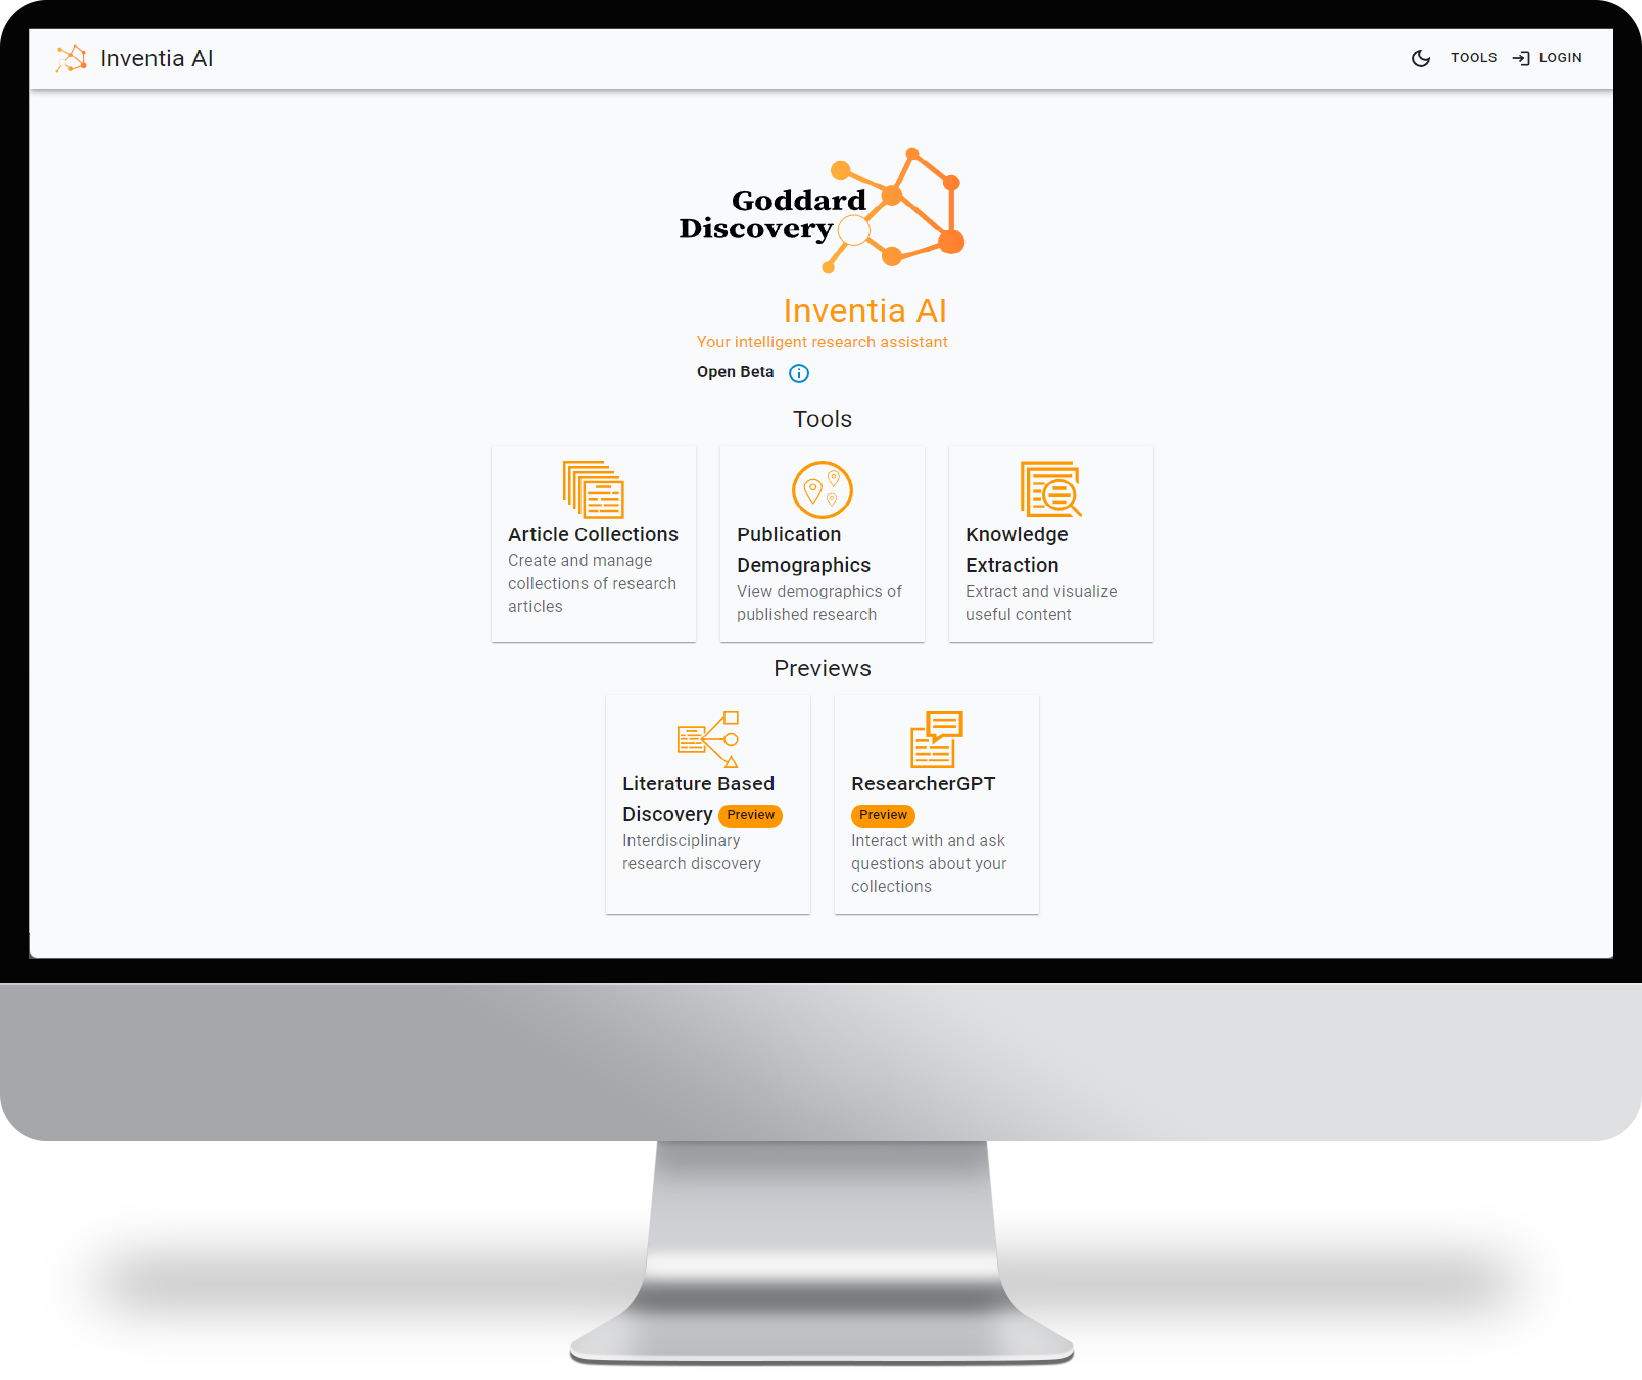 Inventia AI
TOOLS
LOGIN
Goddard
Discovery
Inventia AI
Your intelligent research assistant
Open Beta
Tools
Article Collections
Create and manage
collections of research
articles
Publication
Demographics
View demographics of
published research
Knowledge
Extraction
Extract and visualize
useful content
Previews
Literature Based
Discovery Preview
Interdisciplinary
research discovery
ResearcherGPT
Preview
Interact with and ask
questions about your
collections